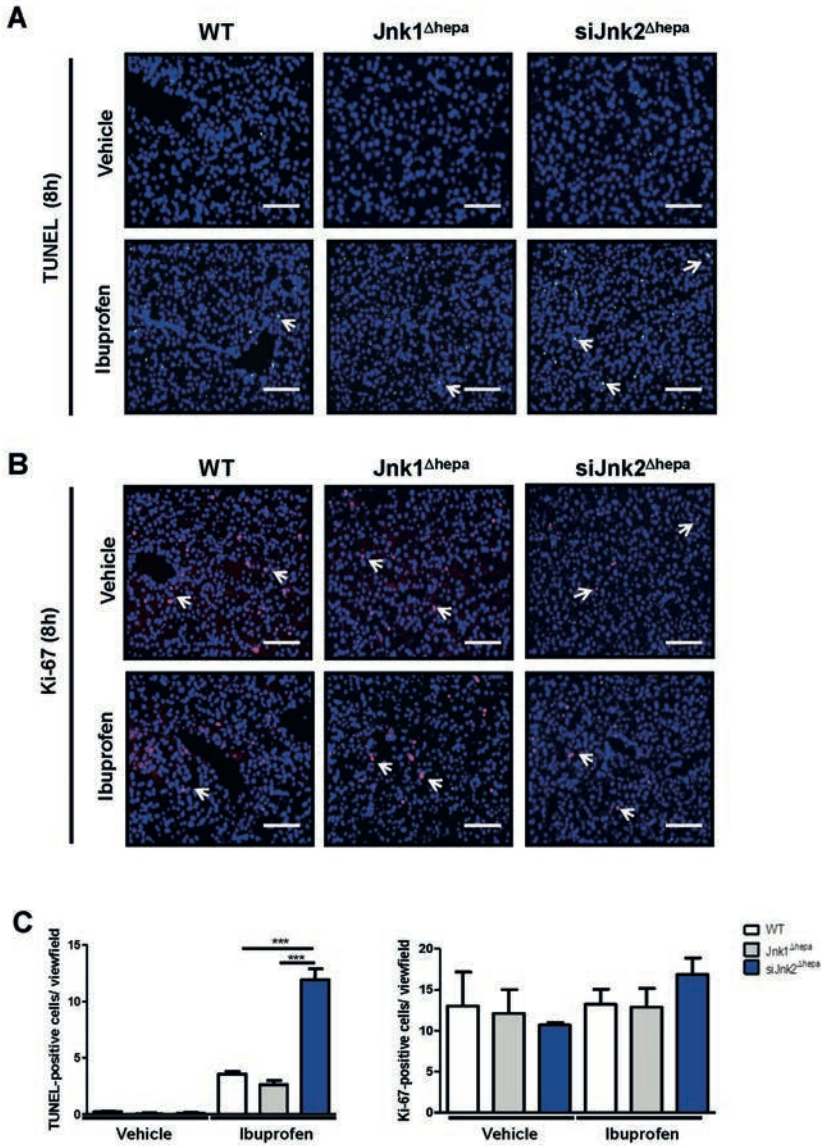 A
WT
Jnk1Δhepa
siJnk2Δhepa
TUNEL (8h)
Vehicle
Ibuprofen
B
WT
Jnk1Δhepa
siJnk2Δhepa
Ki-67 (8h)
Vehicle
Ibuprofen
C
TUNEL-positive cells/ viewfield
15
10
5
0
***
***
Vehicle
Ibuprofen
Ki-67-positive cells/ viewfield
20
15
10
5
0
Vehicle
Ibuprofen
WT
Jnk1Δhepa
siJnk2Δhepa